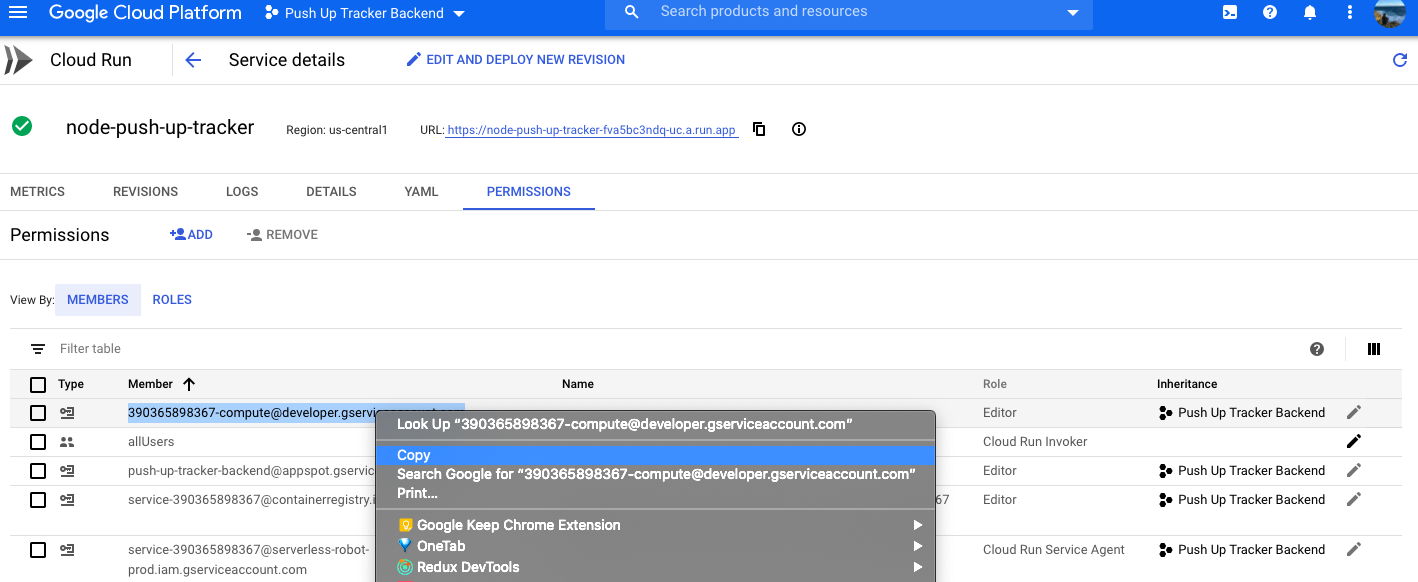 Google Cloud Platform Push Up Tracker Backend Search products and resources
Cloud Run Service details EDIT AND DEPLOY NEW REVISION
node-push-up-tracker Region: us-central1 URL: https://node-push-up-tracker-fva5bc3ndq-uc.a.run.app
METRICS REVISIONS LOGS DETAILS YAML PERMISSIONS
Permissions ADD REMOVE
View By: MEMBERS ROLES
Filter table
Type Member Name Role Inheritance
390365898367-compute@developer.gserviceaccount.com Editor Push Up Tracker Backend
allUsers Cloud Run Invoker
push-up-tracker-backend@appspot.gservic Editor Push Up Tracker Backend
service-390365898367@containerregistry.i 67 Editor Push Up Tracker Backend
service-390365898367@serverless-robot- Cloud Run Service Agent Push Up Tracker Backend
prod.iam.gserviceaccount.com
Look Up “390365898367-compute@developer.gserviceaccount.com”
Copy
Search Google for “390365898367-compute@developer.gserviceaccount.com”
Print...
Google Keep Chrome Extension
OneTab
Redux DevTools